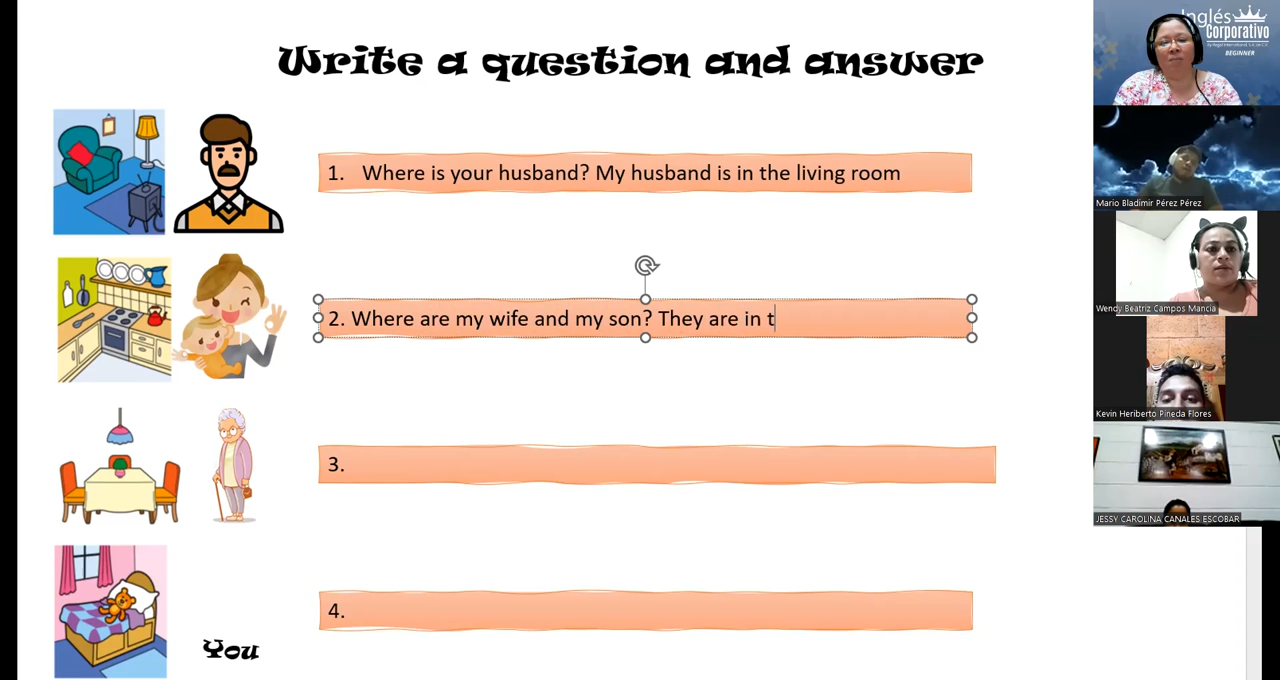 Write a question and answer
1. Where is your husband? My husband is in the living room
2. Where are my wife and my son? They are in t
3.
4.
You
Inglés
Corporativo
BEGINNER
Mario Bladimir Pérez Pérez
Wendy Beatriz Campos Mancia
Kevin Heriberto Pineda Flores
JESSY CAROLINA CANALES ESCOBAR